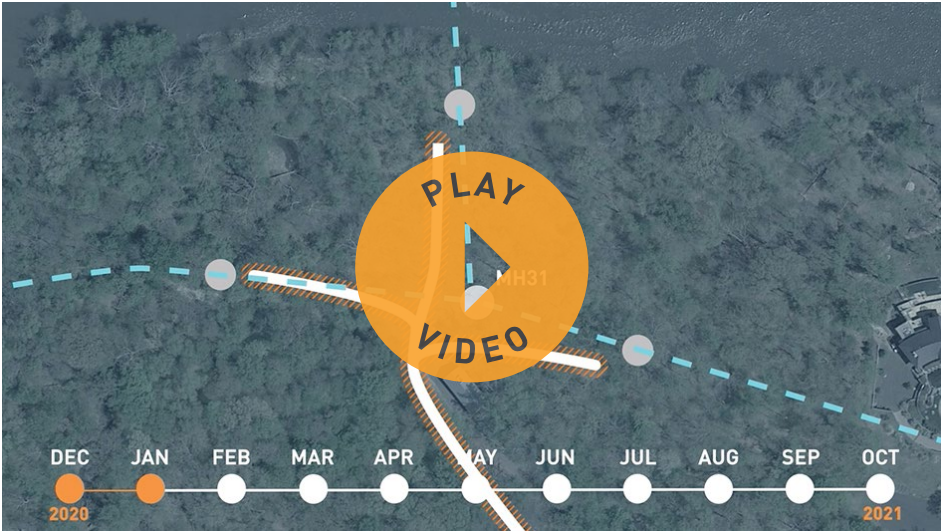 PLAY
MH31
VIDEO
DEC JAN FEB MAR APR MAY JUN JUL AUG SEP OCT
2020 2021